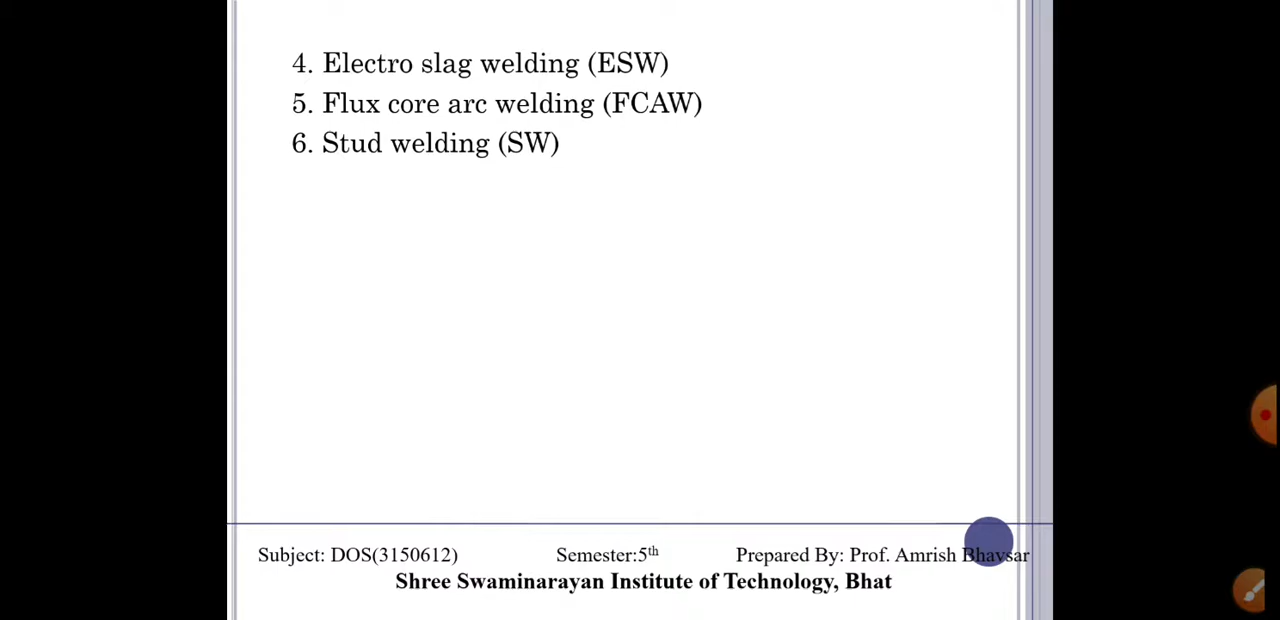 4. Electro slag welding (ESW)
5. Flux core arc welding (FCAW)
6. Stud welding (SW)
Subject: DOS(3150612) Semester:5th Prepared By: Prof. Amrish Bhavsar
Shree Swaminarayan Institute of Technology, Bhat